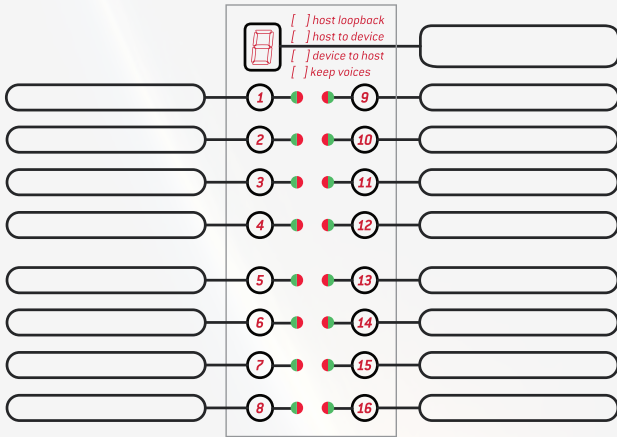 [ ] host loopback
[ ] host to device
[ ] device to host
[ ] keep voices
1 9
2 10
3 11
4 12
5 13
6 14
7 15
8 16